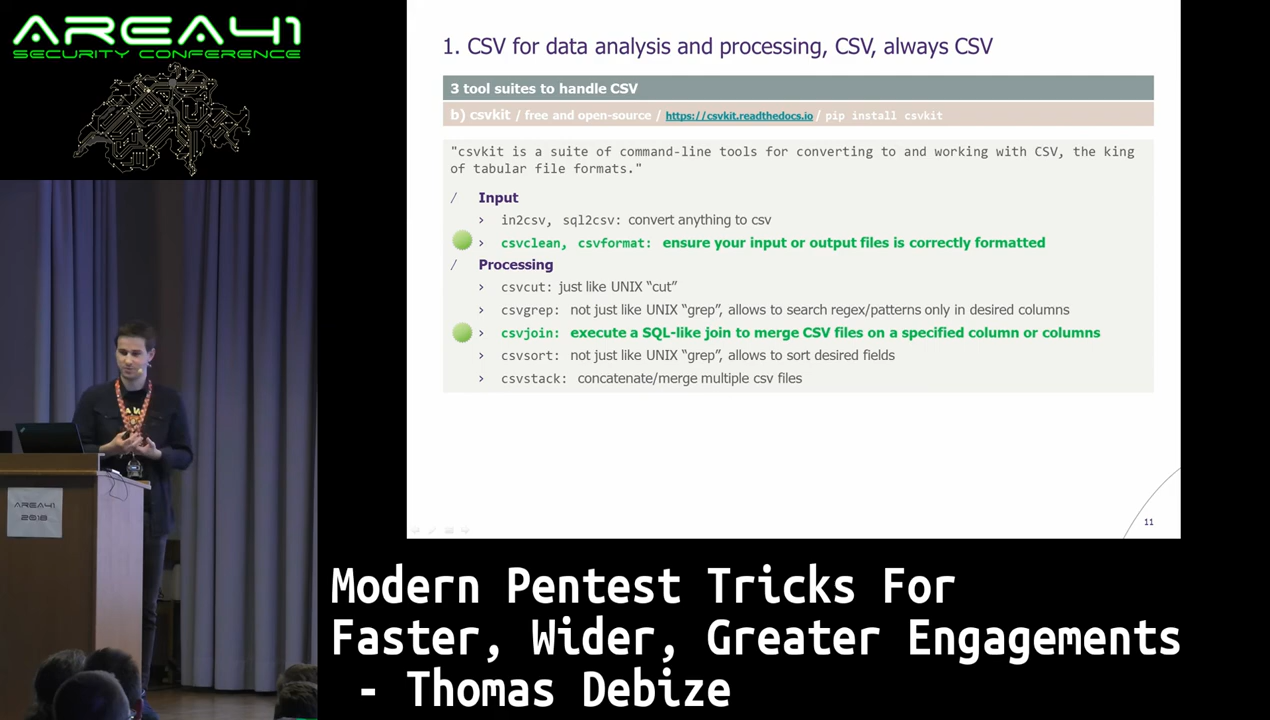 AREA41
SECURITY CONFERENCE
1. CSV for data analysis and processing, CSV, always CSV
3 tool suites to handle CSV
b) csvkit / free and open-source / https://csvkit.readthedocs.io / pip install csvkit
"csvkit is a suite of command-line tools for converting to and working with CSV, the king
of tabular file formats."
/ Input
› in2csv, sql2csv: convert anything to csv
› csvclean, csvformat: ensure your input or output files is correctly formatted
/ Processing
› csvcut: just like UNIX “cut”
› csvgrep: not just like UNIX “grep”, allows to search regex/patterns only in desired columns
› csvjoin: execute a SQL-like join to merge CSV files on a specified column or columns
› csvsort: not just like UNIX “grep”, allows to sort desired fields
› csvstack: concatenate/merge multiple csv files
11
AREA41
2018
Modern Pentest Tricks For
Faster, Wider, Greater Engagements
- Thomas Debize